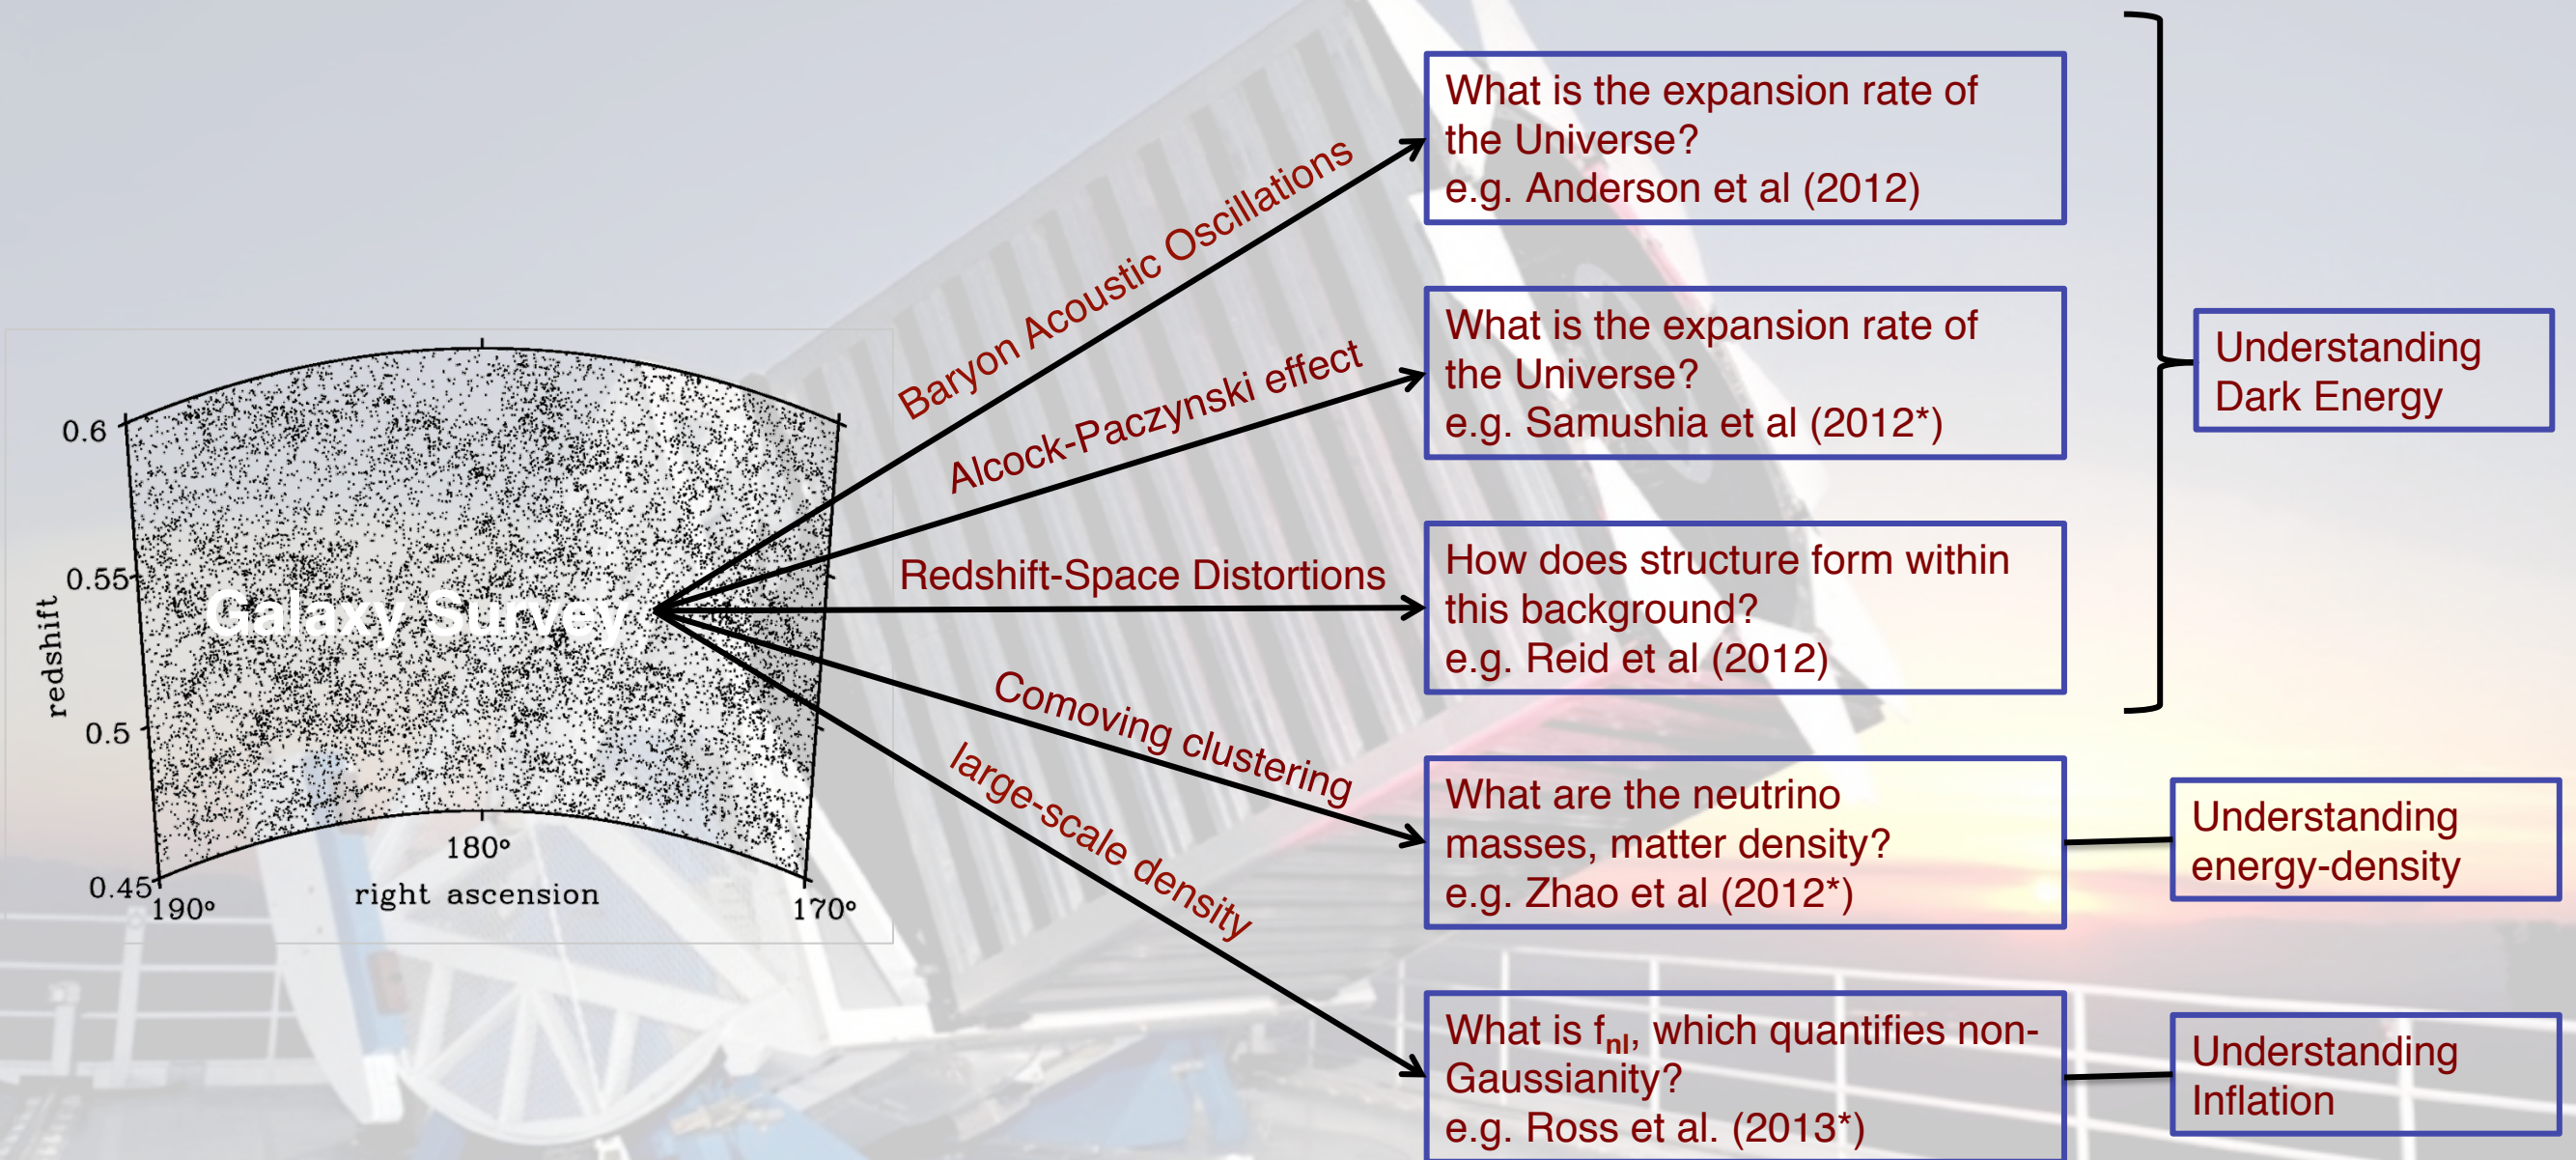 0.6
0.55
0.5
0.45
redshift
190°
180°
170°
right ascension
Galaxy Survey
Baryon Acoustic Oscillations
Alcock-Paczynski effect
Redshift-Space Distortions
Comoving clustering
large-scale density
What is the expansion rate of
the Universe?
e.g. Anderson et al (2012)
What is the expansion rate of
the Universe?
e.g. Samushia et al (2012*)
How does structure form within
this background?
e.g. Reid et al (2012)
What are the neutrino
masses, matter density?
e.g. Zhao et al (2012*)
What is fnl, which quantifies non-
Gaussianity?
e.g. Ross et al. (2013*)
Understanding
Dark Energy
Understanding
energy-density
Understanding
Inflation